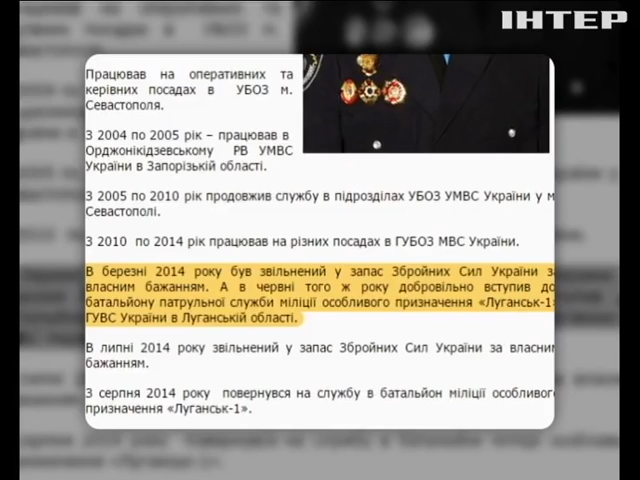 ІНТЕР
Працював на оперативних та
керівних посадах в УБОЗ м.
Севастополя.
З 2004 по 2005 рік – працював в
Орджонікідзевському РВ УМВС
України в Запорізькій області.
З 2005 по 2010 рік продовжив службу в підрозділах УБОЗ УМВС України у м
Севастополі.
З 2010 по 2014 рік працював на різних посадах в ГУБОЗ МВС України.
В березні 2014 року був звільнений у запас Збройних Сил України за
власним бажанням. А в червні того ж року добровільно вступив до
батальйону патрульної служби міліції особливого призначення «Луганськ-1»
ГУВС України в Луганській області.
В липні 2014 року звільнений у запас Збройних Сил України за власним
бажанням.
З серпня 2014 року повернувся на службу в батальйон міліції особливого
призначення «Луганськ-1».